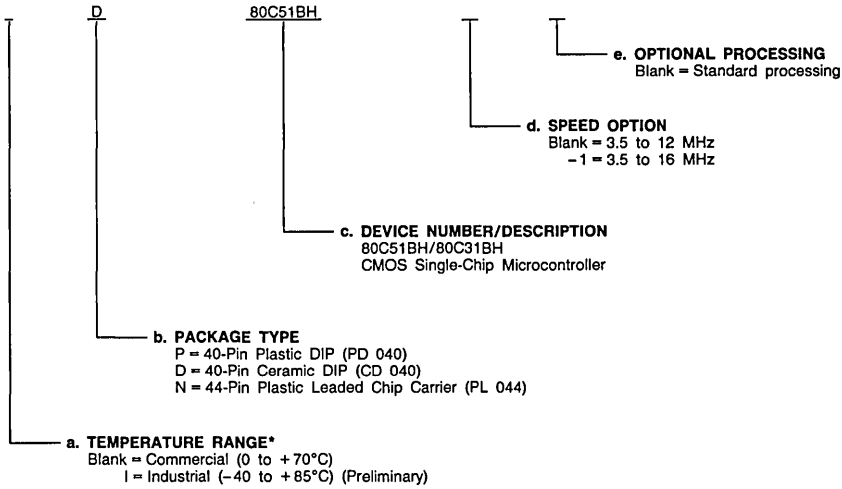 D 80C51BH
e. OPTIONAL PROCESSING
Blank = Standard processing
d. SPEED OPTION
Blank = 3.5 to 12 MHz
-1 = 3.5 to 16 MHz
c. DEVICE NUMBER/DESCRIPTION
80C51BH/80C31BH
CMOS Single-Chip Microcontroller
b. PACKAGE TYPE
P = 40-Pin Plastic DIP (PD 040)
D = 40-Pin Ceramic DIP (CD 040)
N = 44-Pin Plastic Leaded Chip Carrier (PL 044)
a. TEMPERATURE RANGE*
Blank = Commercial (0 to +70°C)
I = Industrial (-40 to +85°C) (Preliminary)